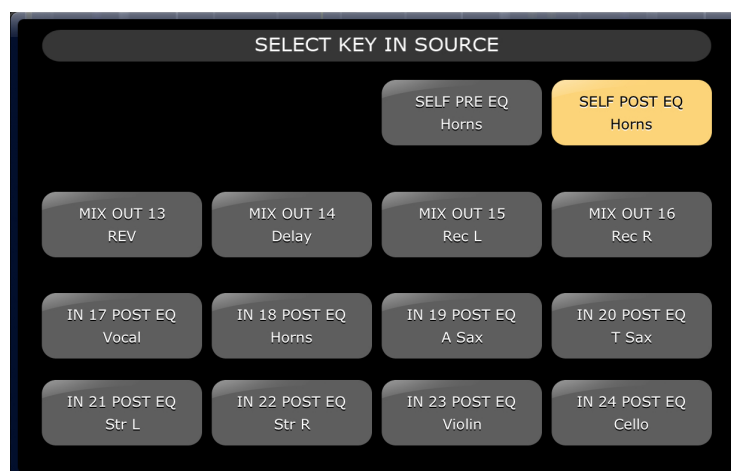 SELECT KEY IN SOURCE
SELF PRE EQ
Horns
SELF POST EQ
Horns
MIX OUT 13
REV
MIX OUT 14
Delay
MIX OUT 15
Rec L
MIX OUT 16
Rec R
IN 17 POST EQ
Vocal
IN 18 POST EQ
Horns
IN 19 POST EQ
A Sax
IN 20 POST EQ
T Sax
IN 21 POST EQ
Str L
IN 22 POST EQ
Str R
IN 23 POST EQ
Violin
IN 24 POST EQ
Cello